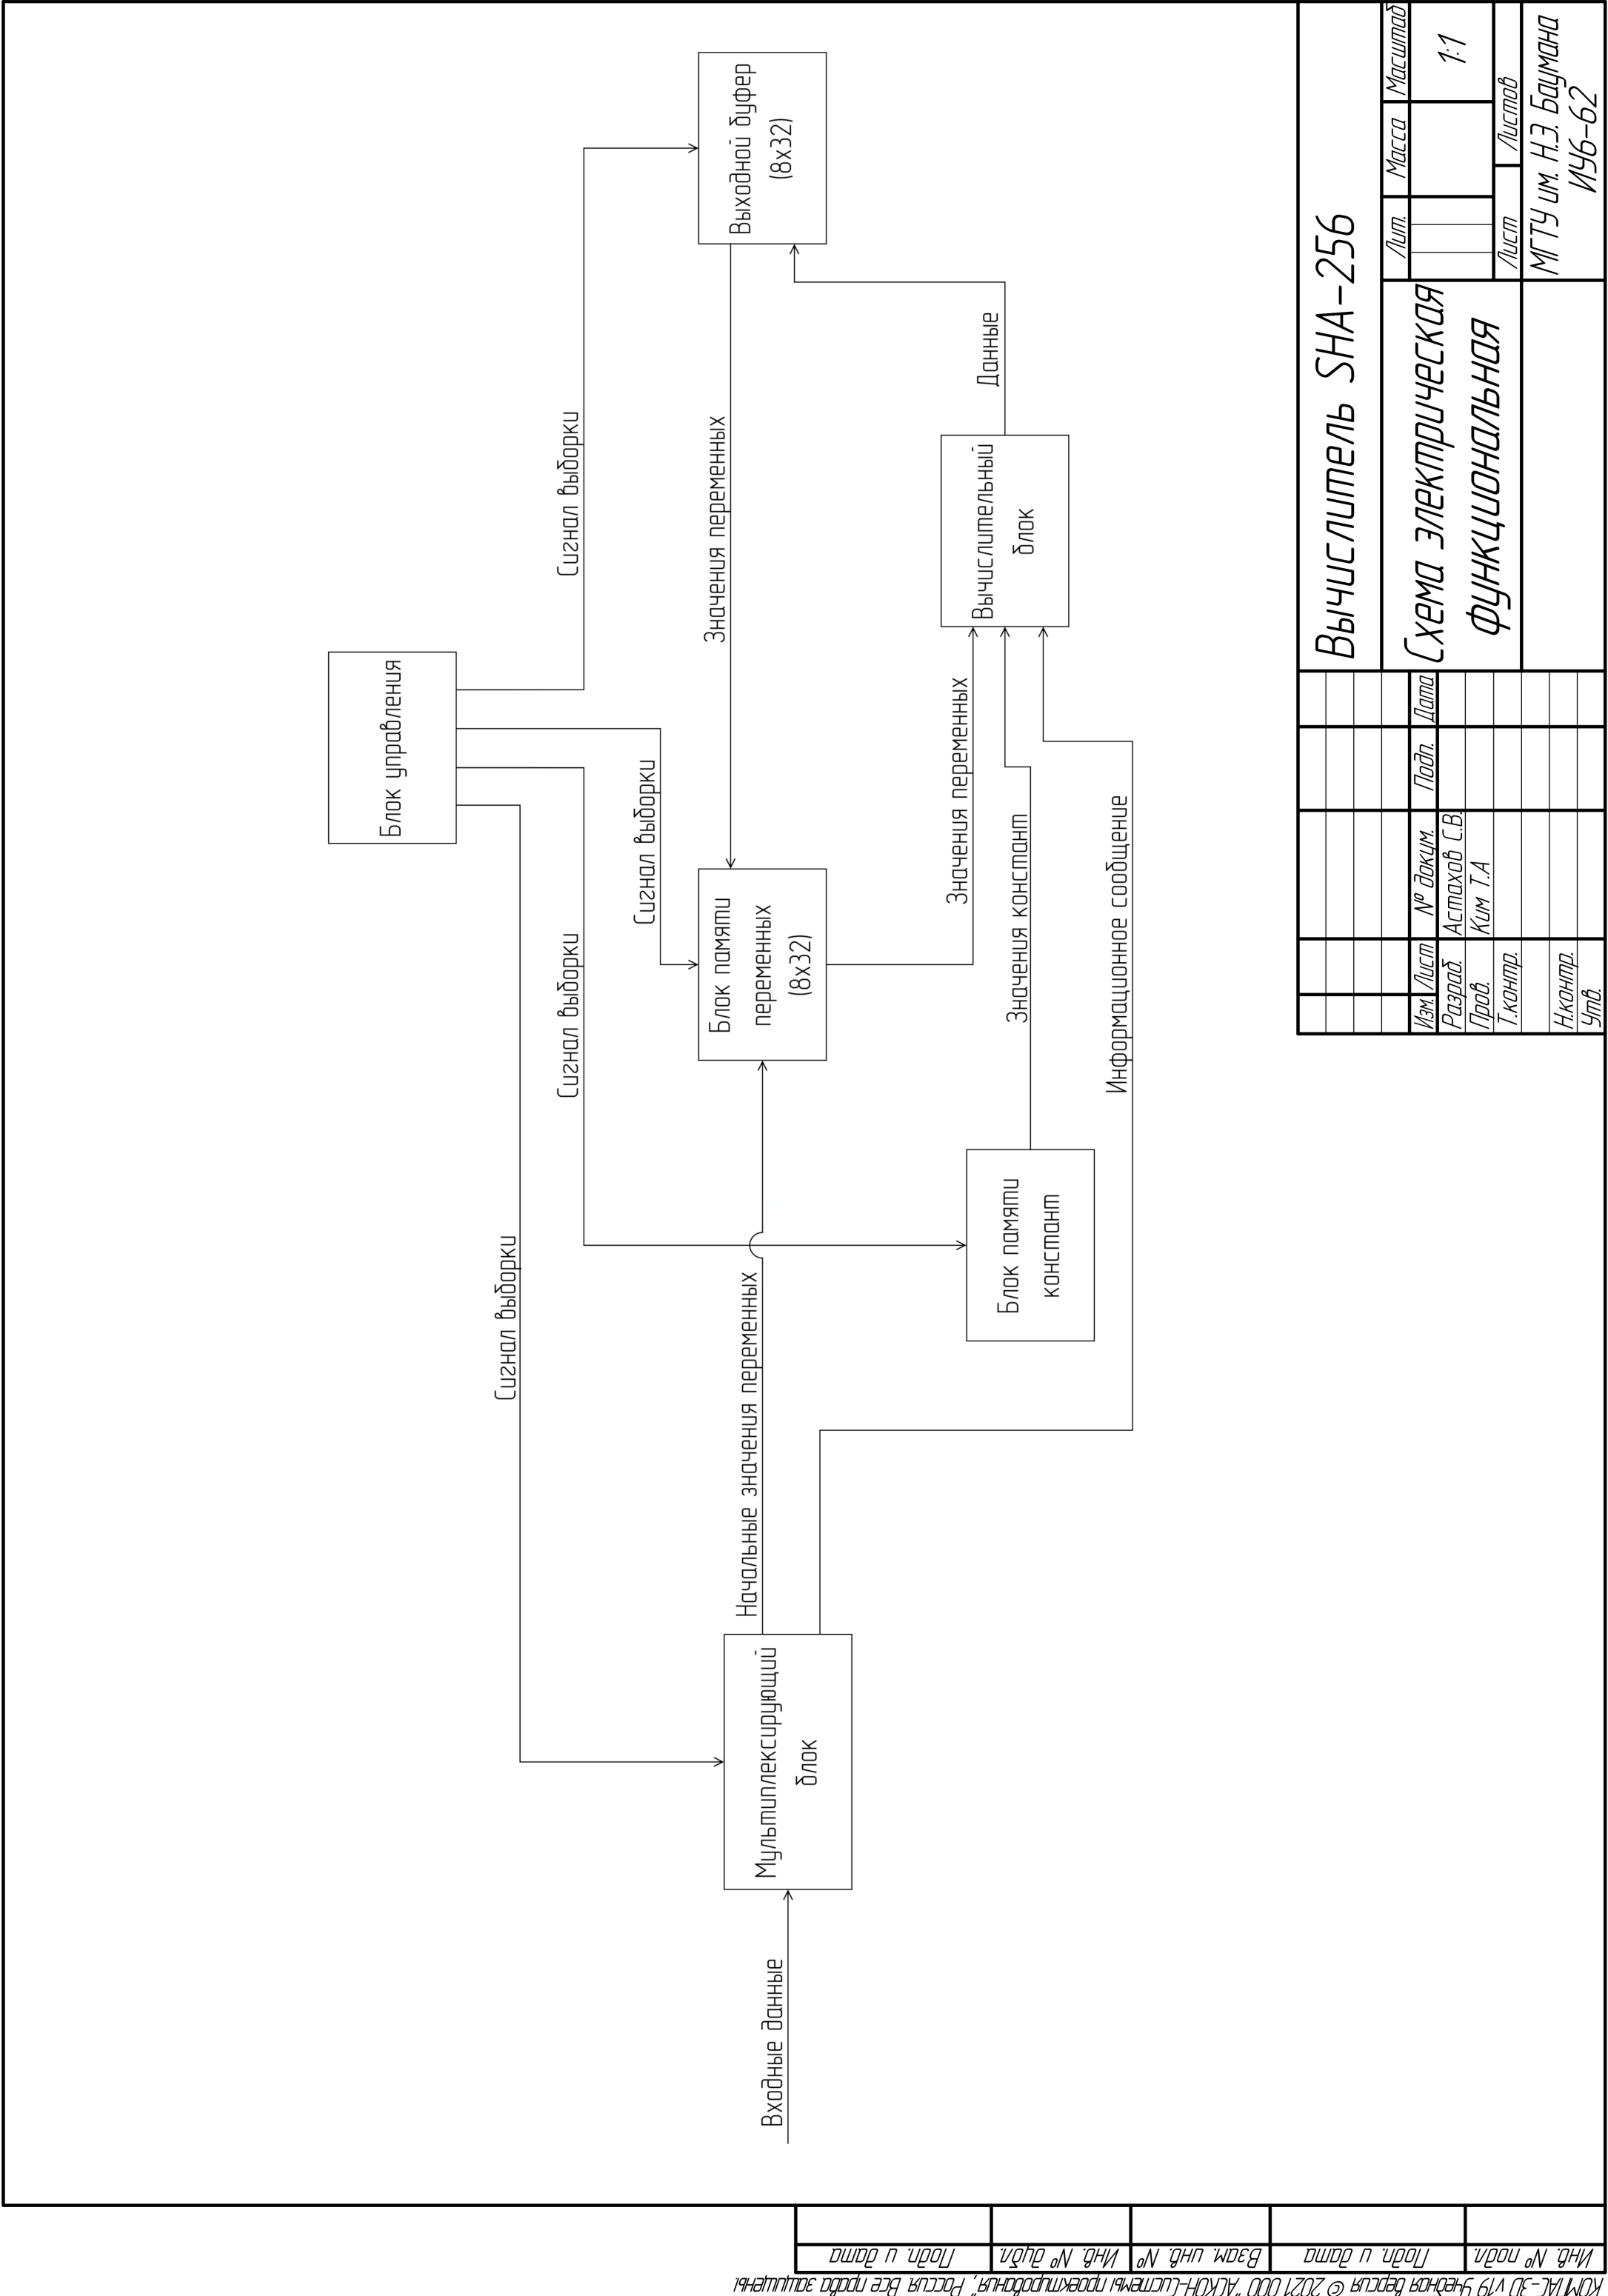 Блок управления
Сигнал выборки
Сигнал выборки
Сигнал выборки
Сигнал выборки
Входные данные
Мультиплексирующий
блок
Начальные значения переменных
Блок памяти
переменных
(8x32)
Значения переменных
Выходной буфер
(8x32)
Блок памяти
констант
Значения переменных
Значения констант
Информационное сообщение
Вычислительный
блок
Данные
Вычислитель SHA-256
Изм. Лист № докум. Подп. Дата
Разраб. Астахов С.В.
Пров. Ким Т.А
Т.контр.
Н.контр.
Утв.
Схема электрическая
функциональная
Лит. Масса Масштаб
1:1
Лист Листов
МГТУ им. Н.Э. Баумана
ИУ6-62
Инв. № подл.
Подп. и дата
Взам. инв. №
Инв. № дубл.
Подп. и дата
КОМПАС-3D v19 Учебная версия © 2021 ООО "АСКОН-Системы проектирования", Россия. Все права защищены.